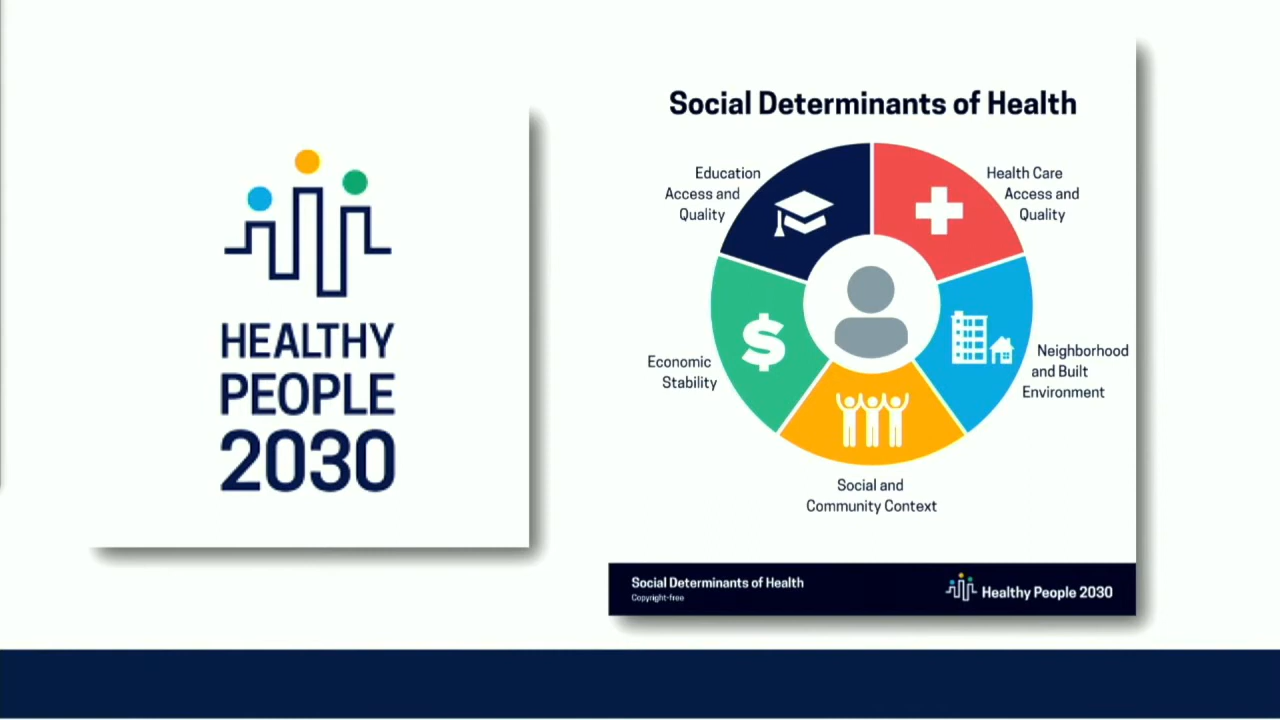 HEALTHY
PEOPLE
2030
Social Determinants of Health
Education
Access and
Quality
Health Care
Access and
Quality
Economic
Stability
$
Neighborhood
and Built
Environment
Social and
Community Context
Social Determinants of Health
Copyright-free
Healthy People 2030